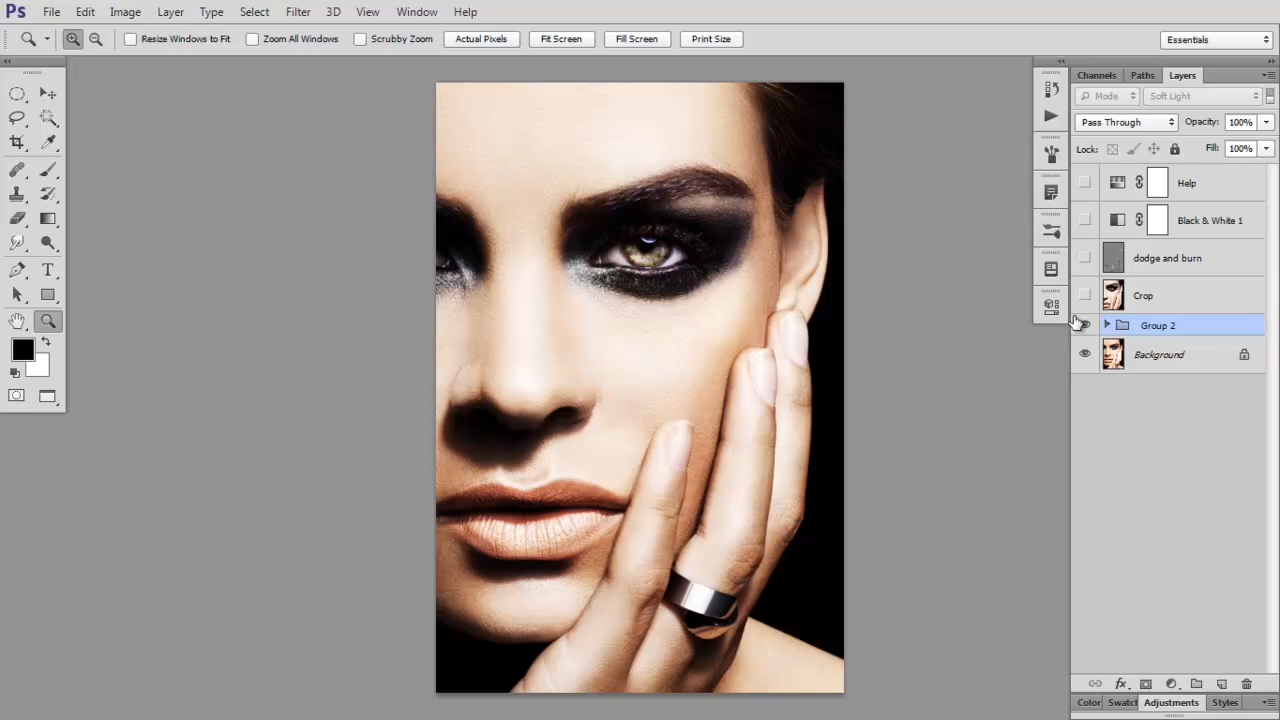 Ps File Edit Image Layer Type Select Filter 3D View Window Help
Resize Windows to Fit Zoom All Windows Scrubby Zoom Actual Pixels Fit Screen Fill Screen Print Size Essentials
Channels Paths Layers
Mode Soft Light
Pass Through Opacity: 100%
Lock: Fill: 100%
Help
Black & White 1
dodge and burn
Crop
Group 2
Background
T
fx
Color Swatc Adjustments Styles